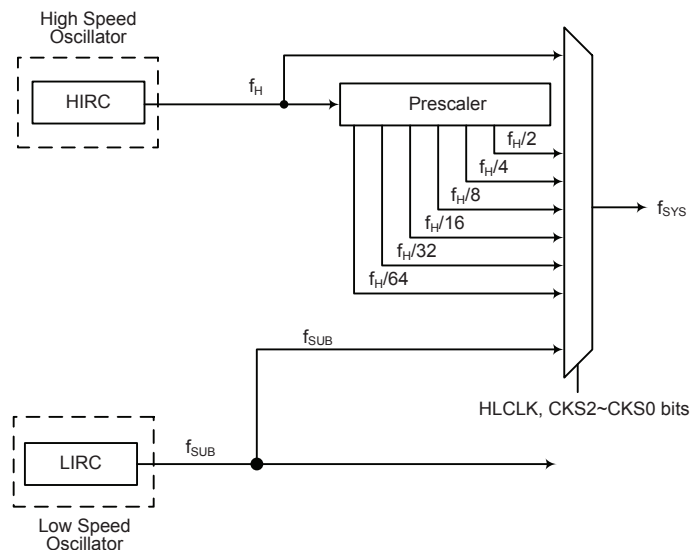 High Speed
Oscillator
HIRC
fH
Prescaler
fH/2
fH/4
fH/8
fH/16
fH/32
fH/64
fSYS
fSUB
HLCLK, CKS2~CKS0 bits
LIRC
fSUB
Low Speed
Oscillator